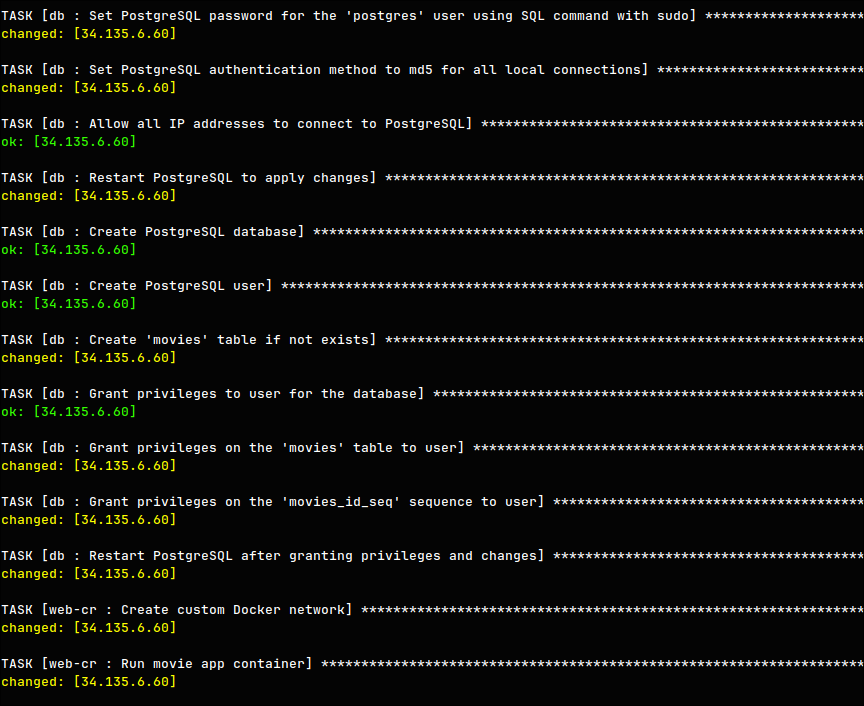 TASK [db : Set PostgreSQL password for the 'postgres' user using SQL command with sudo] ********************
changed: [34.135.6.60]
TASK [db : Set PostgreSQL authentication method to md5 for all local connections] **************************
changed: [34.135.6.60]
TASK [db : Allow all IP addresses to connect to PostgreSQL] ************************************************
ok: [34.135.6.60]
TASK [db : Restart PostgreSQL to apply changes] ************************************************************
changed: [34.135.6.60]
TASK [db : Create PostgreSQL database] *********************************************************************
ok: [34.135.6.60]
TASK [db : Create PostgreSQL user] *************************************************************************
ok: [34.135.6.60]
TASK [db : Create 'movies' table if not exists] ************************************************************
changed: [34.135.6.60]
TASK [db : Grant privileges to user for the database] ******************************************************
ok: [34.135.6.60]
TASK [db : Grant privileges on the 'movies' table to user] *************************************************
changed: [34.135.6.60]
TASK [db : Grant privileges on the 'movies_id_seq' sequence to user] ***************************************
changed: [34.135.6.60]
TASK [db : Restart PostgreSQL after granting privileges and changes] ***************************************
changed: [34.135.6.60]
TASK [web-cr : Create custom Docker network] ***************************************************************
changed: [34.135.6.60]
TASK [web-cr : Run movie app container] ********************************************************************
changed: [34.135.6.60]